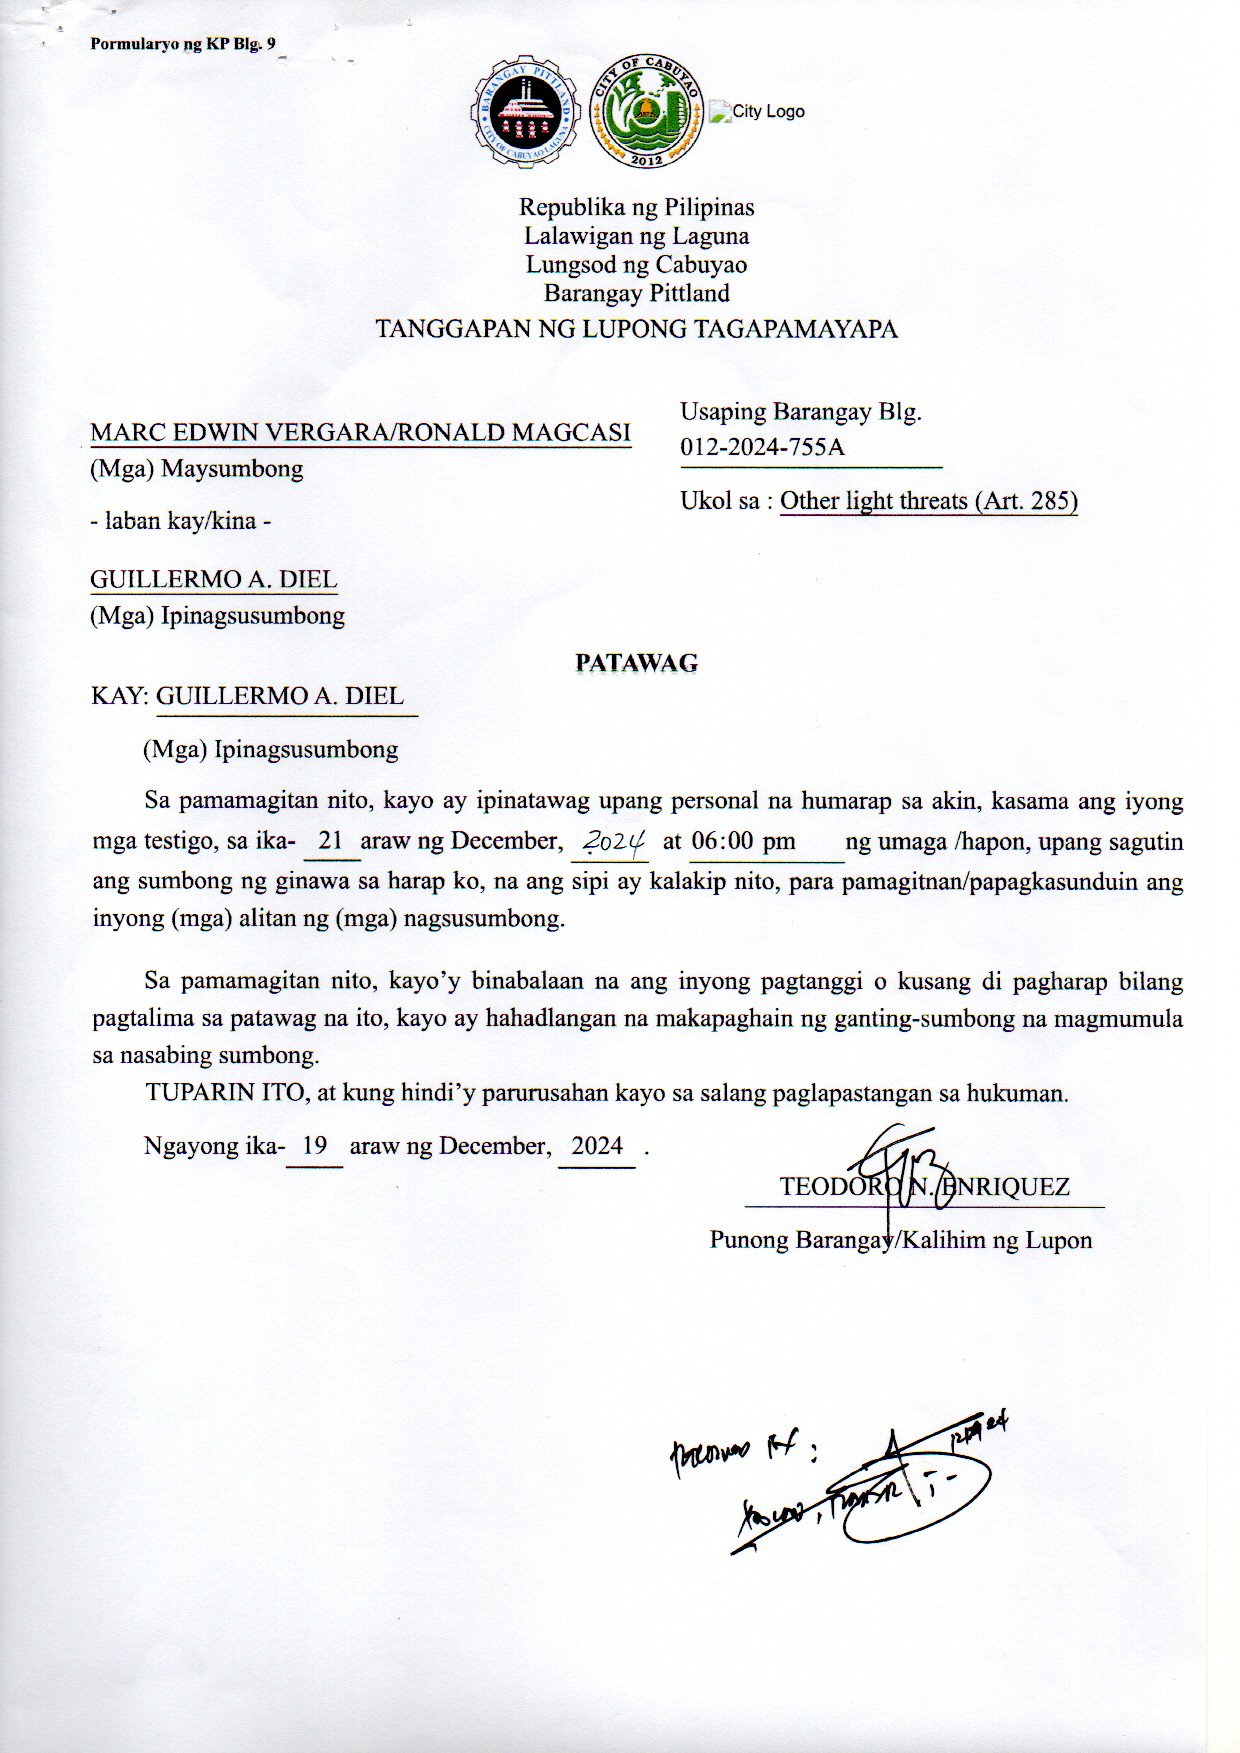 Pormularyo ng KP Blg. 9
BARANGAY PITTLAND
CITY OF CABUYAO LAGUNA
CITY OF CABUYAO
2012
City Logo
Republika ng Pilipinas
Lalawigan ng Laguna
Lungsod ng Cabuyao
Barangay Pittland
TANGGAPAN NG LUPONG TAGAPAMAYAPA
MARC EDWIN VERGARA/RONALD MAGCASI
(Mga) Maysumbong
- laban kay/kina -
GUILLERMO A. DIEL
(Mga) Ipinagsusumbong
Usaping Barangay Blg.
012-2024-755A
Ukol sa : Other light threats (Art. 285)
PATAWAG
KAY: GUILLERMO A. DIEL
(Mga) Ipinagsusumbong
Sa pamamagitan nito, kayo ay ipinatawag upang personal na humarap sa akin, kasama ang iyong
mga testigo, sa ika- 21 araw ng December, 2024 at 06:00 pm ng umaga /hapon, upang sagutin
ang sumbong ng ginawa sa harap ko, na ang sipi ay kalakip nito, para pamagitnan/papagkasunduin ang
inyong (mga) alitan ng (mga) nagsusumbong.
Sa pamamagitan nito, kayo’y binabalaan na ang inyong pagtanggi o kusang di pagharap bilang
pagtalima sa patawag na ito, kayo ay hahadlangan na makapaghain ng ganting-sumbong na magmumula
sa nasabing sumbong.
TUPARIN ITO, at kung hindi’y parurusahan kayo sa salang paglapastangan sa hukuman.
Ngayong ika- 19 araw ng December, 2024 .
TEODORO N. ENRIQUEZ
Punong Barangay/Kalihim ng Lupon